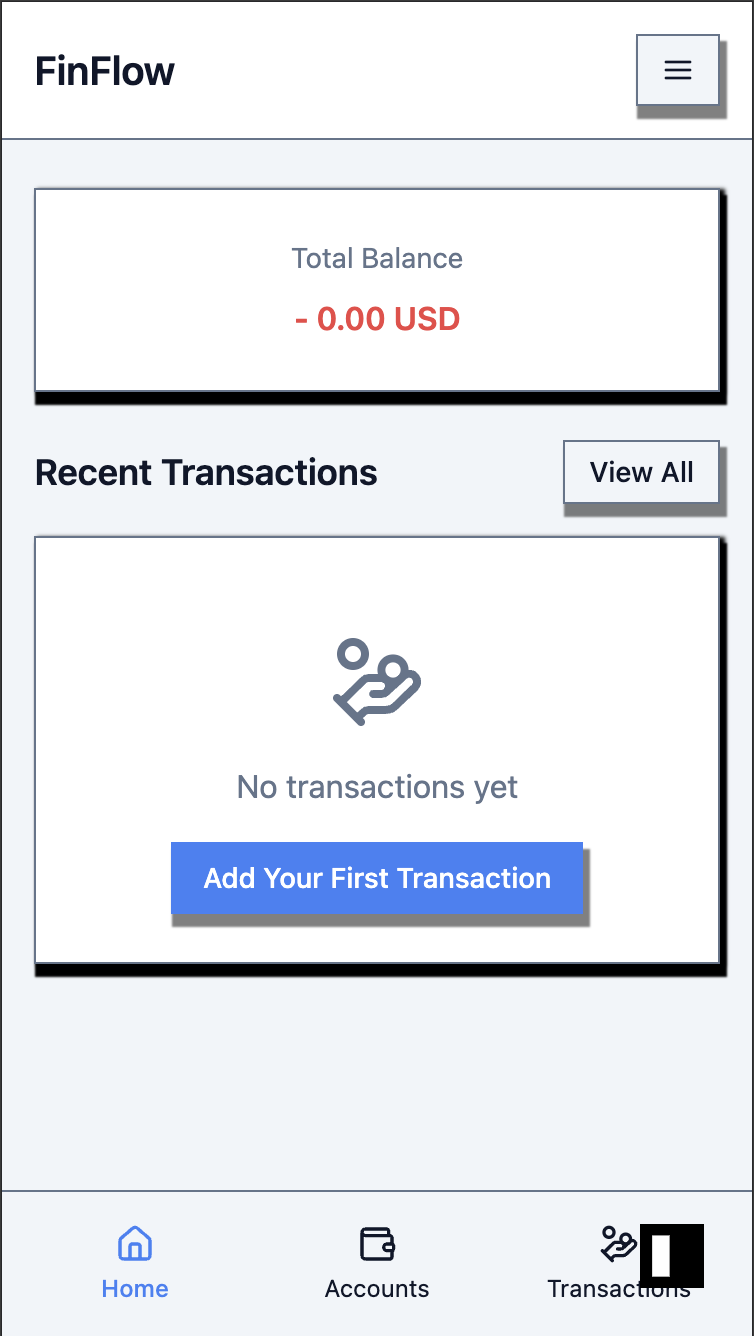 FinFlow
Total Balance
- 0.00 USD
Recent Transactions
View All
No transactions yet
Add Your First Transaction
Home
Accounts
Transactions